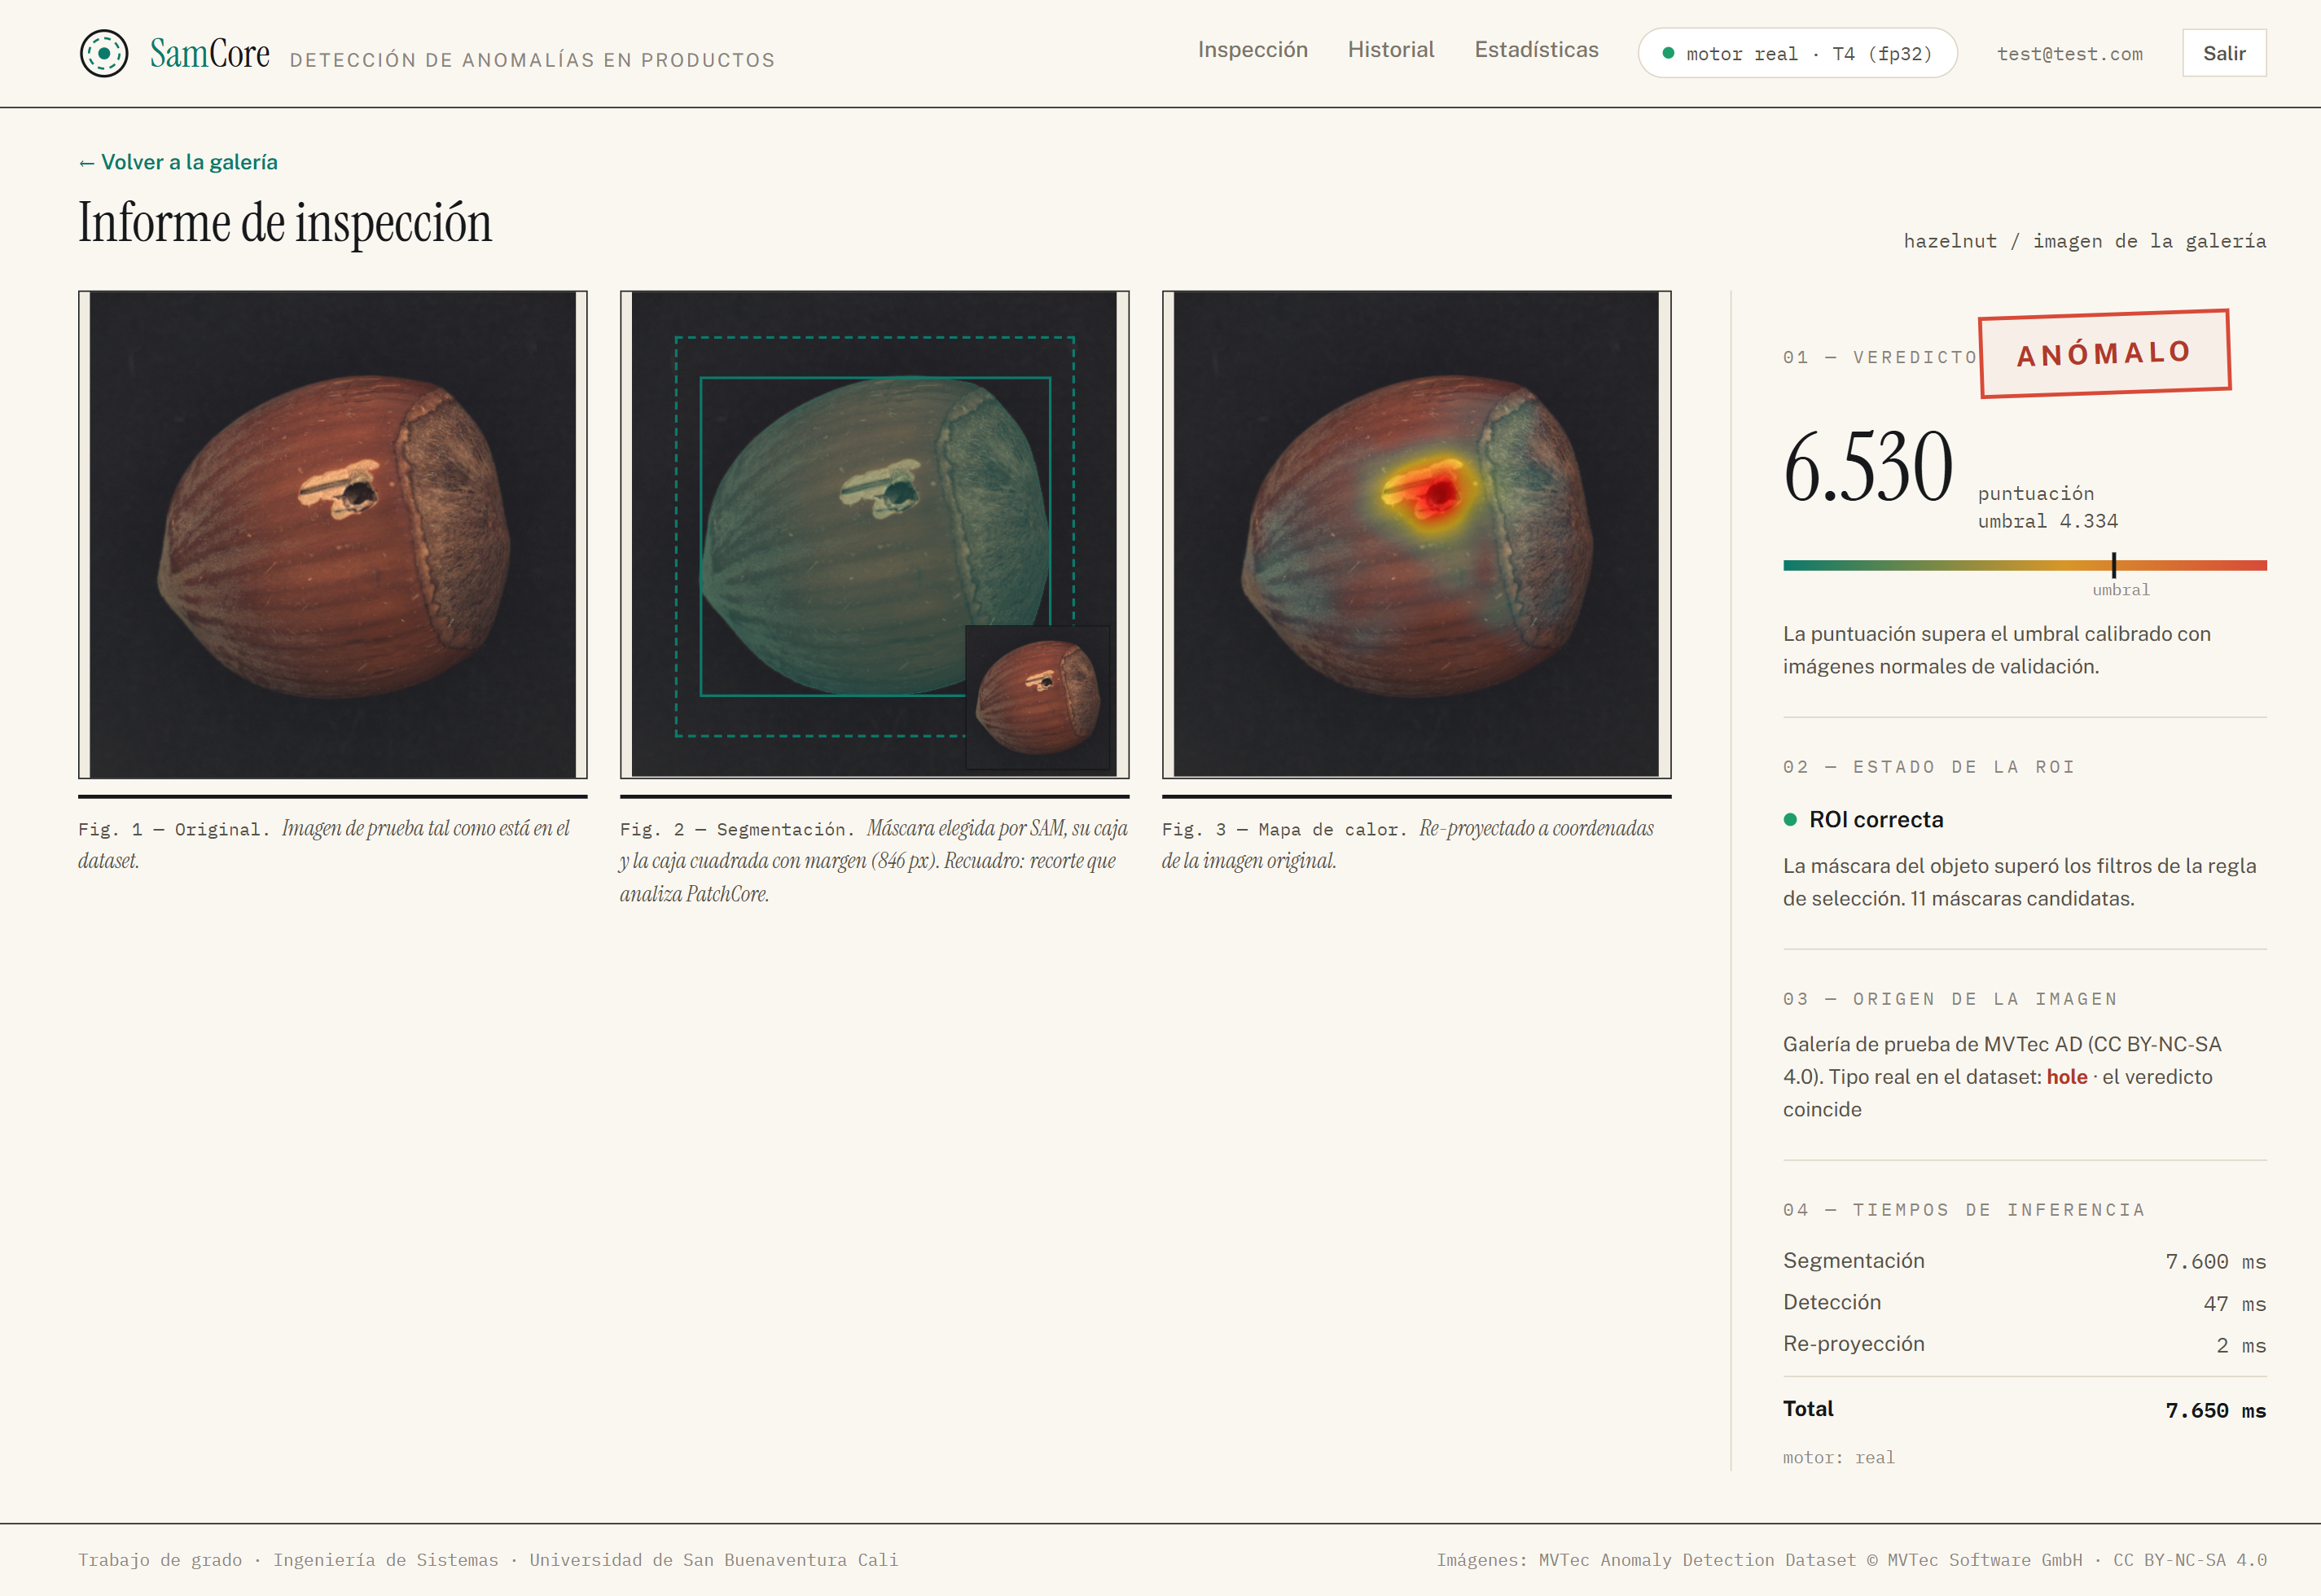 SamCore DETECCIÓN DE ANOMALÍAS EN PRODUCTOS
Inspección Historial Estadísticas motor real · T4 (fp32) test@test.com Salir
← Volver a la galería
Informe de inspección
hazelnut / imagen de la galería
Fig. 1 — Original. Imagen de prueba tal como está en el
dataset.
Fig. 2 — Segmentación. Máscara elegida por SAM, su caja
y la caja cuadrada con margen (846 px). Recuadro: recorte que
analiza PatchCore.
Fig. 3 — Mapa de calor. Re-proyectado a coordenadas
de la imagen original.
01 — VEREDICTO
ANÓMALO
6.530
puntuación
umbral 4.334
umbral
La puntuación supera el umbral calibrado con
imágenes normales de validación.
02 — ESTADO DE LA ROI
ROI correcta
La máscara del objeto superó los filtros de la regla
de selección. 11 máscaras candidatas.
03 — ORIGEN DE LA IMAGEN
Galería de prueba de MVTec AD (CC BY-NC-SA
4.0). Tipo real en el dataset: hole · el veredicto
coincide
04 — TIEMPOS DE INFERENCIA
Segmentación 7.600 ms
Detección 47 ms
Re-proyección 2 ms
Total 7.650 ms
motor: real
Trabajo de grado · Ingeniería de Sistemas · Universidad de San Buenaventura Cali
Imágenes: MVTec Anomaly Detection Dataset © MVTec Software GmbH · CC BY-NC-SA 4.0